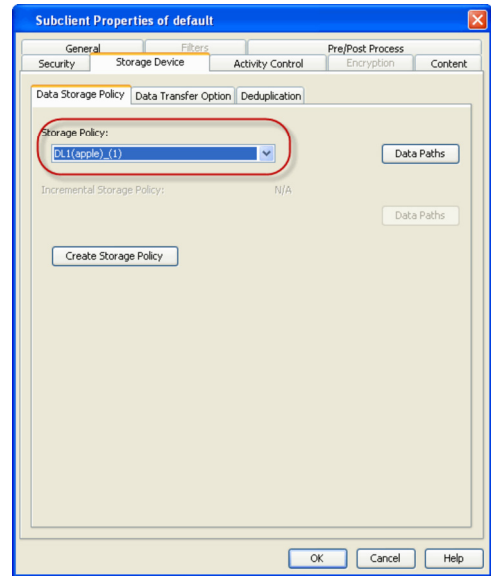 Subclient Properties of default
General Filters Pre/Post Process
Security Storage Device Activity Control Encryption Content
Data Storage Policy Data Transfer Option Deduplication
Storage Policy:
DL1(apple)_(1) Data Paths
Incremental Storage Policy: N/A
Data Paths
Create Storage Policy
OK Cancel Help